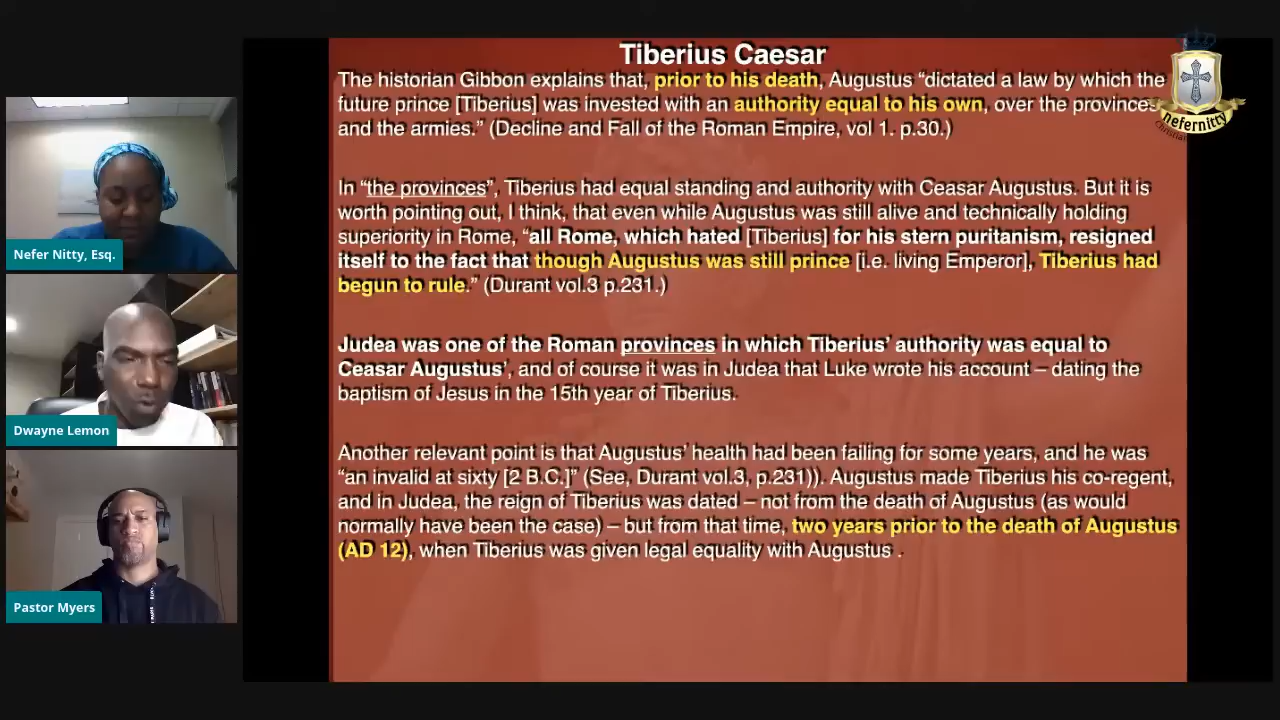 Tiberius Caesar
The historian Gibbon explains that, prior to his death, Augustus “dictated a law by which the
future prince [Tiberius] was invested with an authority equal to his own, over the provinces
and the armies.” (Decline and Fall of the Roman Empire, vol 1. p.30.)
In “the provinces”, Tiberius had equal standing and authority with Ceasar Augustus. But it is
worth pointing out, I think, that even while Augustus was still alive and technically holding
superiority in Rome, “all Rome, which hated [Tiberius] for his stern puritanism, resigned
itself to the fact that though Augustus was still prince [i.e. living Emperor], Tiberius had
begun to rule.” (Durant vol.3 p.231.)
Judea was one of the Roman provinces in which Tiberius’ authority was equal to
Ceasar Augustus’, and of course it was in Judea that Luke wrote his account – dating the
baptism of Jesus in the 15th year of Tiberius.
Another relevant point is that Augustus’ health had been failing for some years, and he was
“an invalid at sixty [2 B.C.]” (See, Durant vol.3, p.231)). Augustus made Tiberius his co-regent,
and in Judea, the reign of Tiberius was dated – not from the death of Augustus (as would
normally have been the case) – but from that time, two years prior to the death of Augustus
(AD 12), when Tiberius was given legal equality with Augustus .
nefernitty
Christian
Nefer Nitty, Esq.
Dwayne Lemon
Pastor Myers